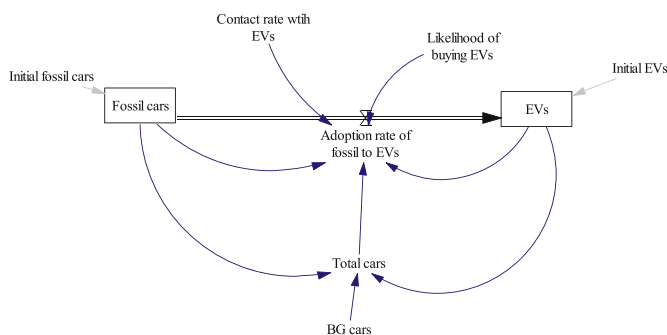 Contact rate wtih
EVs
Likelihood of
buying EVs
Initial fossil cars
Initial EVs
Fossil cars
EVs
Adoption rate of
fossil to EVs
Total cars
BG cars